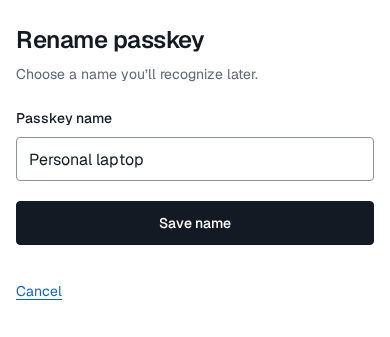 Rename passkey
Choose a name you'll recognize later.
Passkey name
Personal laptop
Save name
Cancel